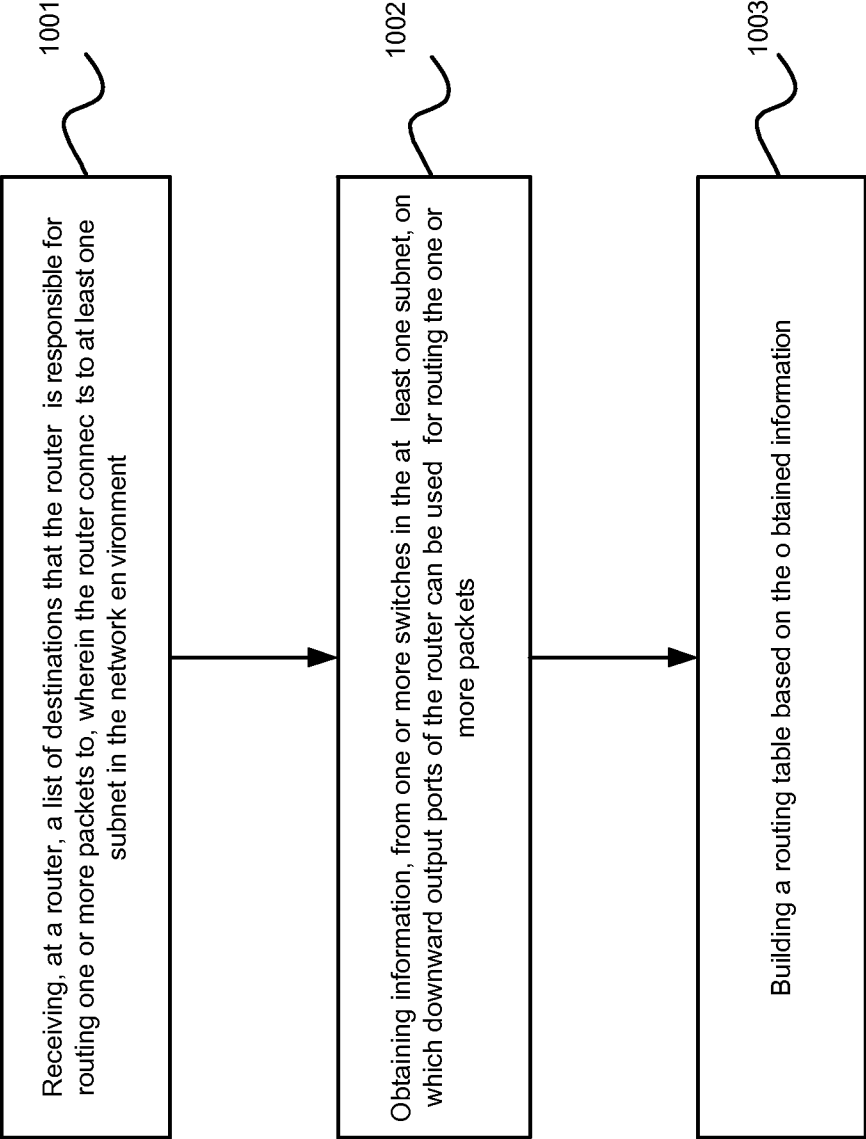 1001
Receiving, at a router, a list of destinations that the router is responsible for
routing one or more packets to, wherein the router connec ts to at least one
subnet in the network en vironment
1002
Obtaining information, from one or more switches in the at least one subnet, on
which downward output ports of the router can be used for routing the one or
more packets
1003
Building a routing table based on the o btained information